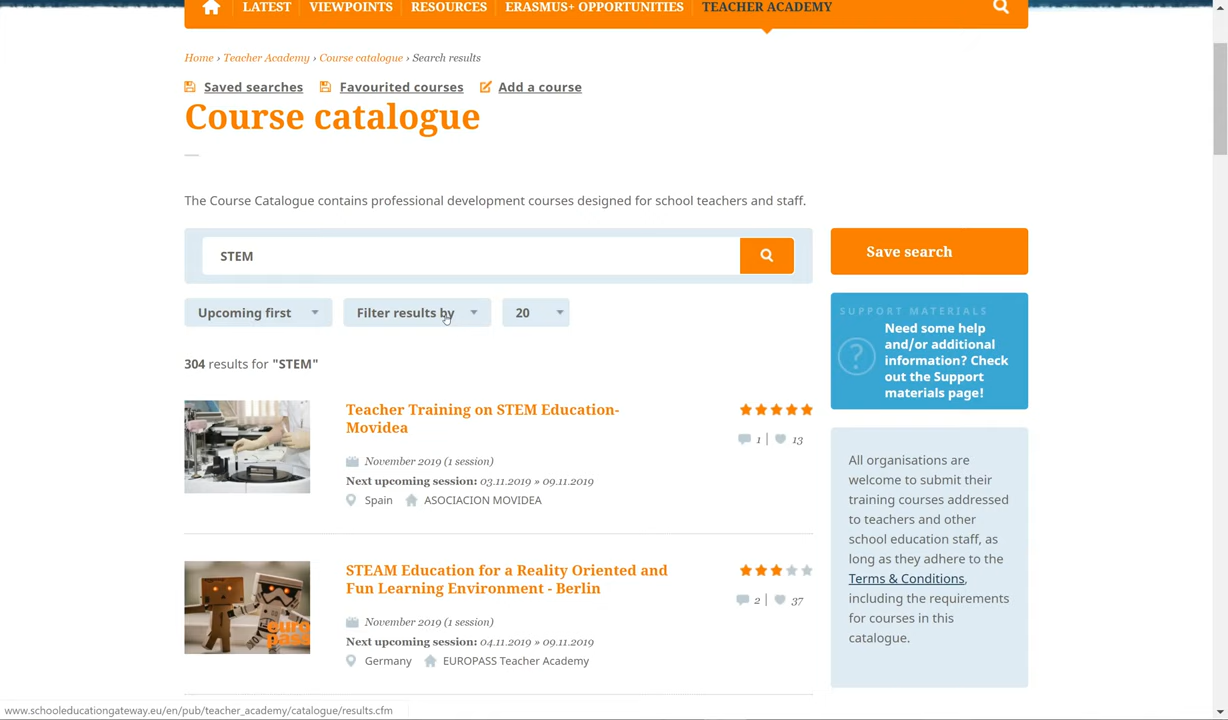 LATEST VIEWPOINTS RESOURCES ERASMUS+ OPPORTUNITIES TEACHER ACADEMY
Home › Teacher Academy › Course catalogue › Search results
Saved searches Favourited courses Add a course
Course catalogue
The Course Catalogue contains professional development courses designed for school teachers and staff.
STEM
Save search
Upcoming first Filter results by 20
SUPPORT MATERIALS
Need some help
and/or additional
information? Check
out the Support
materials page!
304 results for "STEM"
Teacher Training on STEM Education-
Movidea
1 | 13
November 2019 (1 session)
Next upcoming session: 03.11.2019 » 09.11.2019
Spain ASOCIACION MOVIDEA
All organisations are
welcome to submit their
training courses addressed
to teachers and other
school education staff, as
long as they adhere to the
Terms & Conditions,
including the requirements
for courses in this
catalogue.
STEAM Education for a Reality Oriented and
Fun Learning Environment - Berlin
2 | 37
November 2019 (1 session)
Next upcoming session: 04.11.2019 » 09.11.2019
Germany EUROPASS Teacher Academy
euro
pass
www.schooleducationgateway.eu/en/pub/teacher_academy/catalogue/results.cfm